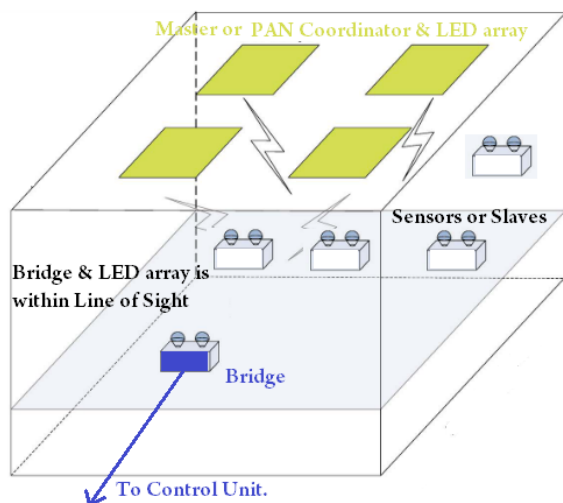 Master or PAN Coordinator & LED array
Sensors or Slaves
Bridge & LED array is
within Line of Sight
Bridge
To Control Unit.